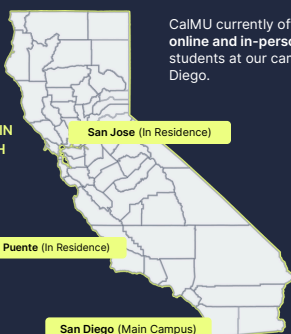 CalMU currently of
online and in-perso
students at our car
Diego.
IN
H
San Jose (In Residence)
Puente (In Residence)
San Diego (Main Campus)